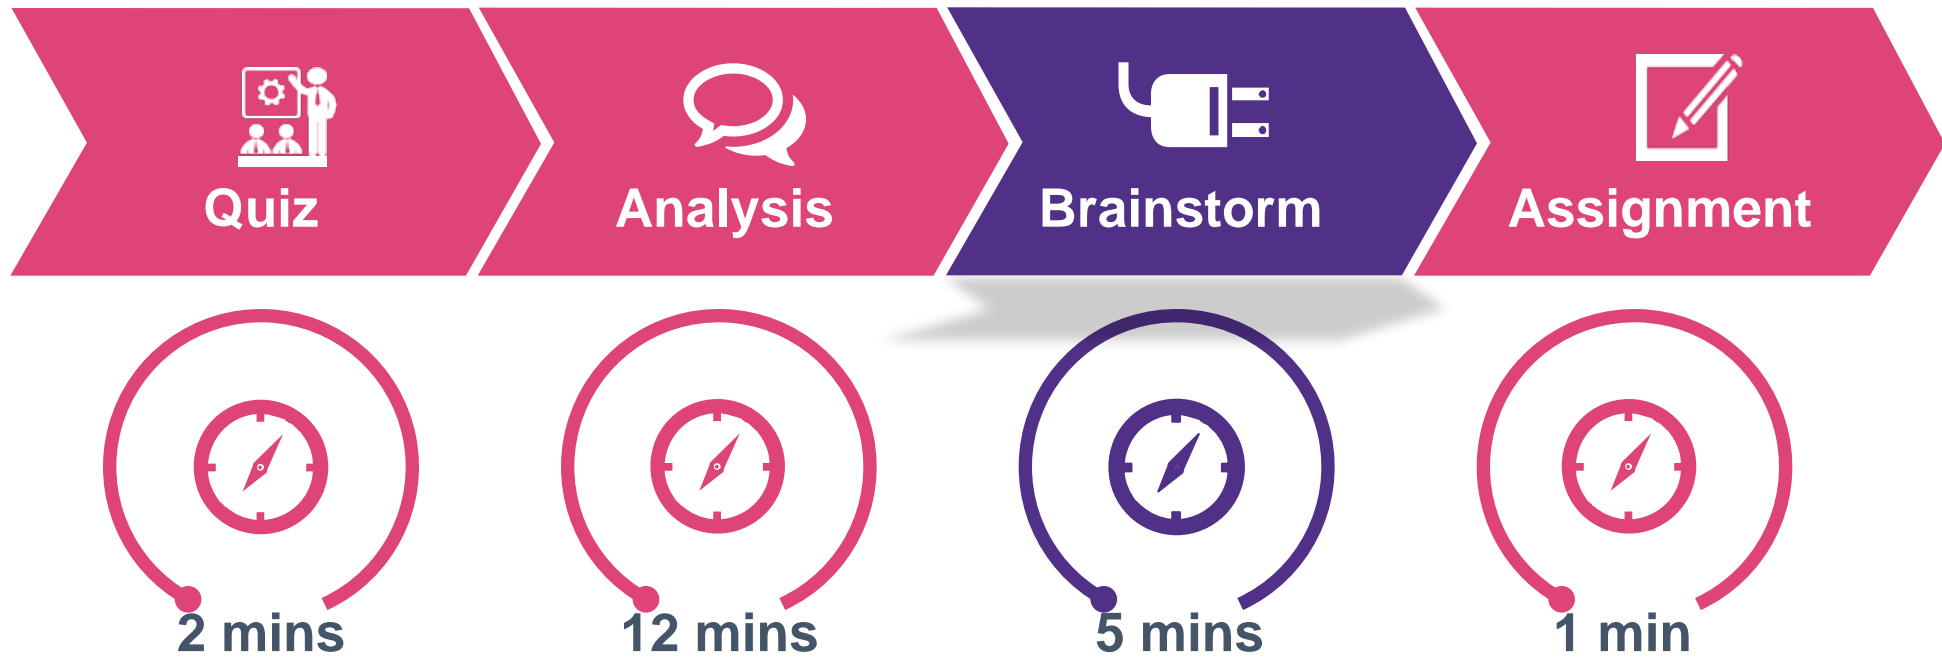 Quiz
Analysis
Brainstorm
Assignment
2 mins
12 mins
5 mins
1 min